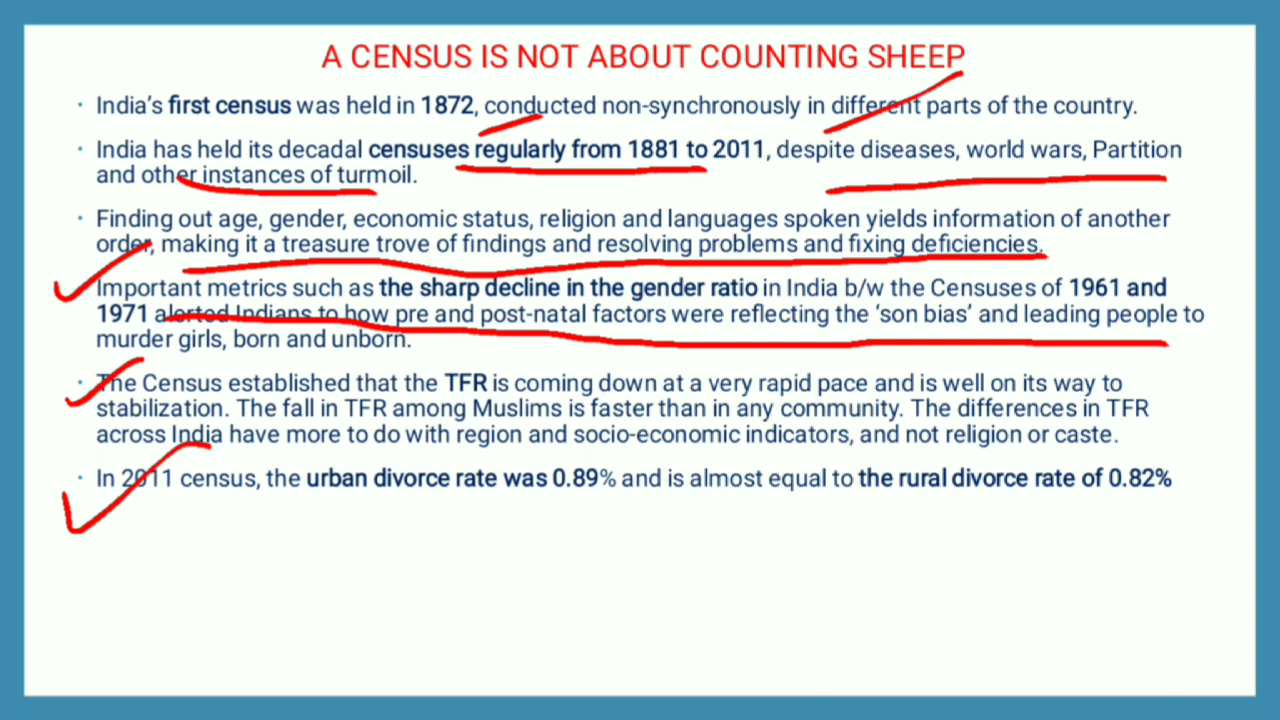 A CENSUS IS NOT ABOUT COUNTING SHEEP
· India's first census was held in 1872, conducted non-synchronously in different parts of the country.
· India has held its decadal censuses regularly from 1881 to 2011, despite diseases, world wars, Partition
and other instances of turmoil.
· Finding out age, gender, economic status, religion and languages spoken yields information of another
order, making it a treasure trove of findings and resolving problems and fixing deficiencies.
Important metrics such as the sharp decline in the gender ratio in India b/w the Censuses of 1961 and
1971 alerted Indians to how pre and post-natal factors were reflecting the 'son bias' and leading people to
murder girls, born and unborn.
· The Census established that the TFR is coming down at a very rapid pace and is well on its way to
stabilization. The fall in TFR among Muslims is faster than in any community. The differences in TFR
across India have more to do with region and socio-economic indicators, and not religion or caste.
· In 2011 census, the urban divorce rate was 0.89% and is almost equal to the rural divorce rate of 0.82%